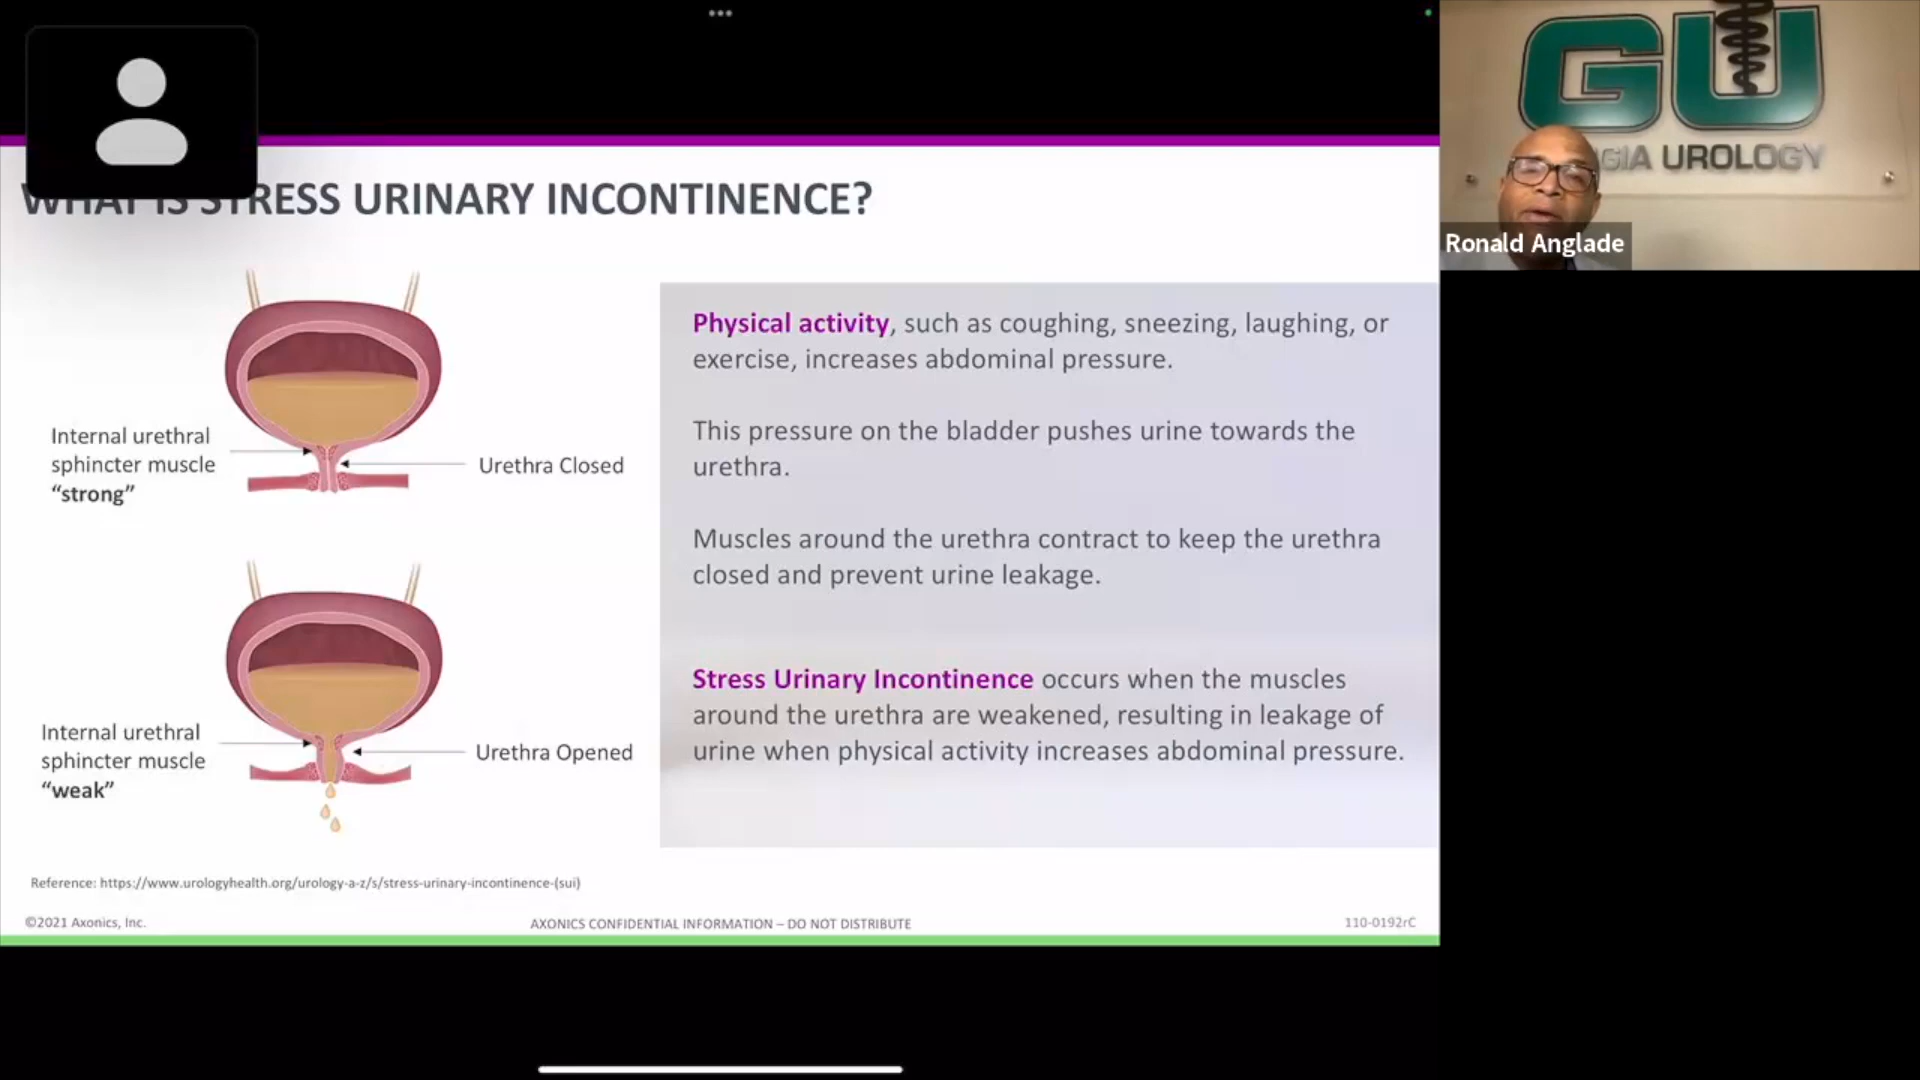 WHAT IS STRESS URINARY INCONTINENCE?
Internal urethral
sphincter muscle
“strong”
Urethra Closed
Internal urethral
sphincter muscle
“weak”
Urethra Opened
Physical activity, such as coughing, sneezing, laughing, or
exercise, increases abdominal pressure.
This pressure on the bladder pushes urine towards the
urethra.
Muscles around the urethra contract to keep the urethra
closed and prevent urine leakage.
Stress Urinary Incontinence occurs when the muscles
around the urethra are weakened, resulting in leakage of
urine when physical activity increases abdominal pressure.
Reference: https://www.urologyhealth.org/urology-a-z/s/stress-urinary-incontinence-(sui)
©2021 Axonics, Inc.
AXONICS CONFIDENTIAL INFORMATION – DO NOT DISTRIBUTE
110-0192rC
GU
UROLOGY
Ronald Anglade